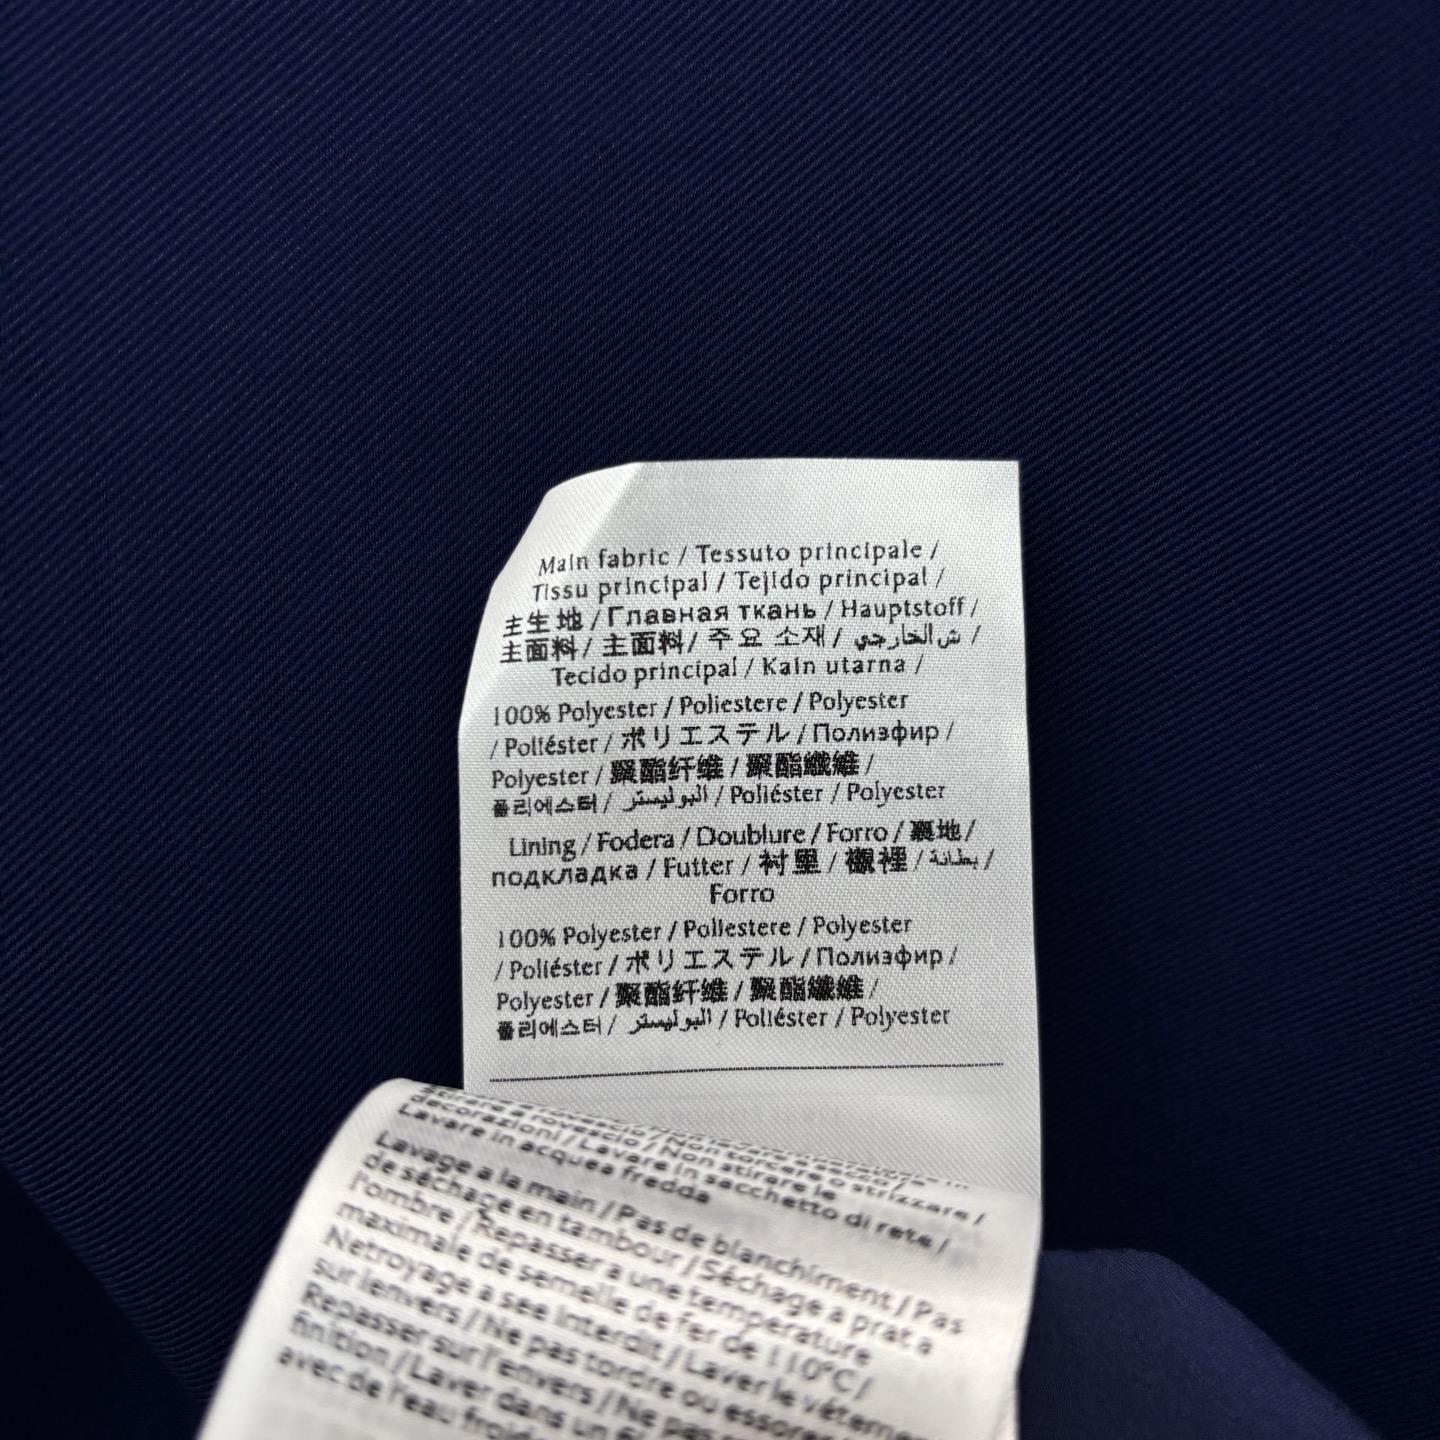 Main fabric / Tessuto principale /
Tissu principal / Tejido principal /
主生地 / Главная ткань / Hauptstoff /
主面料 / 主面料 / 주요 소재 / ش الخارجي /
Tecido principal / Kain utama /
100% Polyester / Poliestere / Polyester
/ Poliéster / ポリエステル / Полиэфир /
Polyester / 聚酯纤维 / 聚酯纖維 /
폴리에스터 / البوليستر / Poliéster / Polyester
Lining / Fodera / Doublure / Forro / 裏地 /
подкладка / Futter / 衬里 / 襯裡 / بطانة /
Forro
100% Polyester / Poliestere / Polyester
/ Poliéster / ポリエステル / Полиэфир /
Polyester / 聚酯纤维 / 聚酯纖維 /
폴리에스터 / البوليستر / Poliéster / Polyester
decorazioni / Lavare in sacchetto di rete /
Lavare in acqua fredda
Lavage a la main / Pas de blanchiment / Pas
de séchage en tambour / Séchage a prat a
l'ombre / Repasser a une température
maximale de semelle de fer de 110°C /
Netroyage a see interdit / Laver le vêtemen
sur lenvers / Ne pas tordre ou essorer
Repasser sur l'envers / Ne pas
finition / Laver dans un
avec de l'eau froid